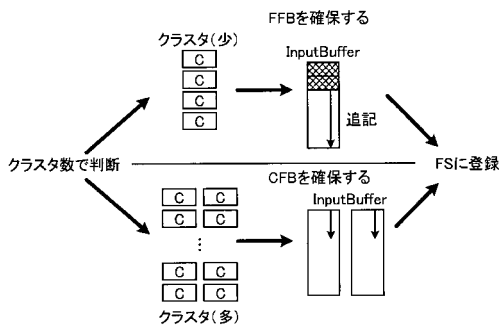 FFBを確保する
クラスタ(少)
InputBuffer
C
C
C
C
追記
クラスタ数で判断
FSに登録
CFBを確保する
InputBuffer
C C
C C
⋮
C C
C C
クラスタ(多)